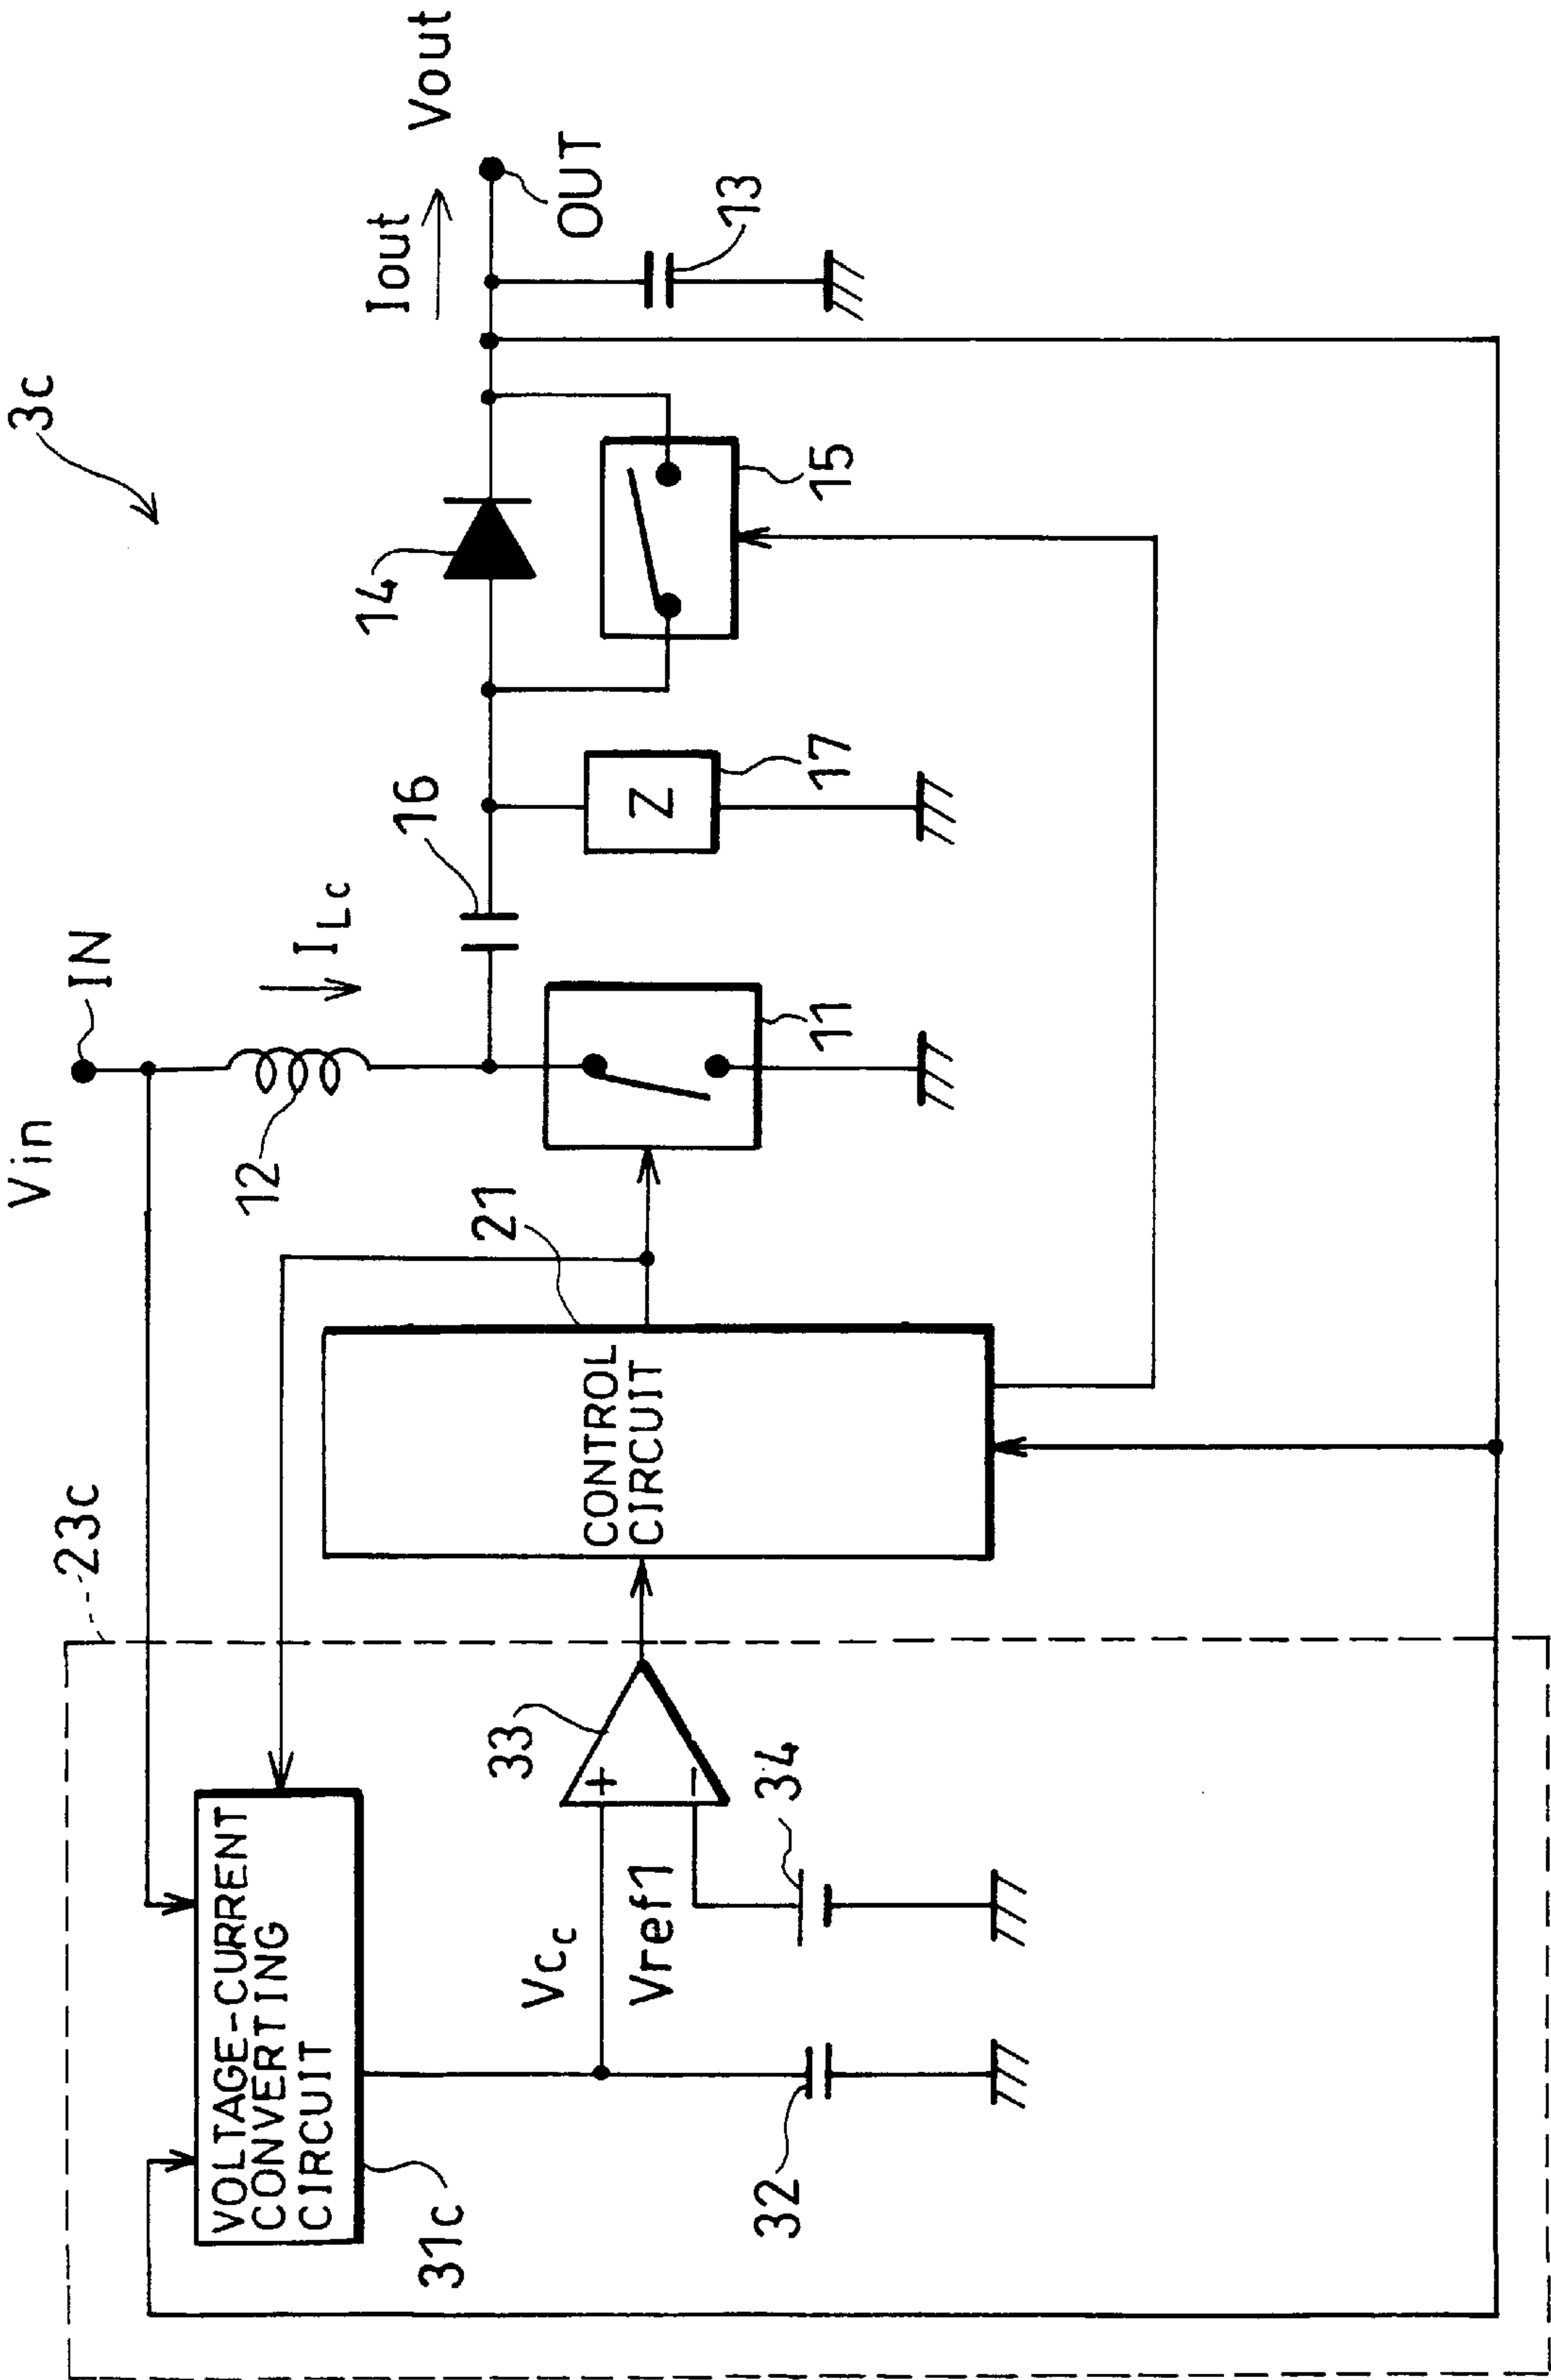 3c
Vin
IN
Vout
Iout
OUT
12
I Lc
16
14
13
15
17
Z
11
21
CONTROL
CIRCUIT
23c
VOLTAGE-CURRENT
CONVERTING
CIRCUIT
31c
33
+
−
Vcc
Vref1
34
32